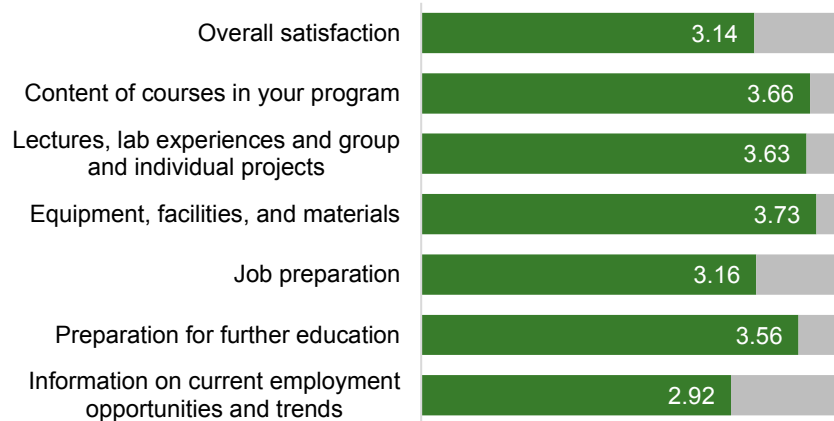 Overall satisfaction
3.14
Content of courses in your program
3.66
Lectures, lab experiences and group
and individual projects
3.63
Equipment, facilities, and materials
3.73
Job preparation
3.16
Preparation for further education
3.56
Information on current employment
opportunities and trends
2.92